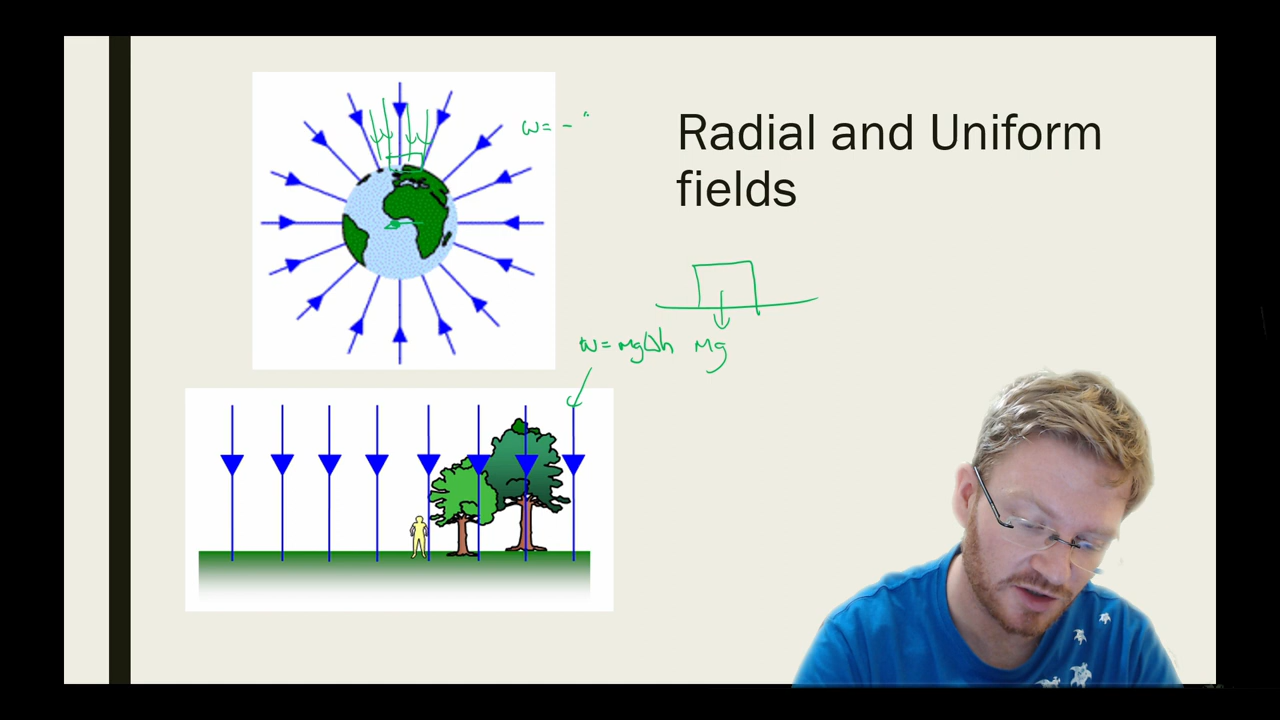 Radial and Uniform
fields
w= -
w= mgΔh
mg